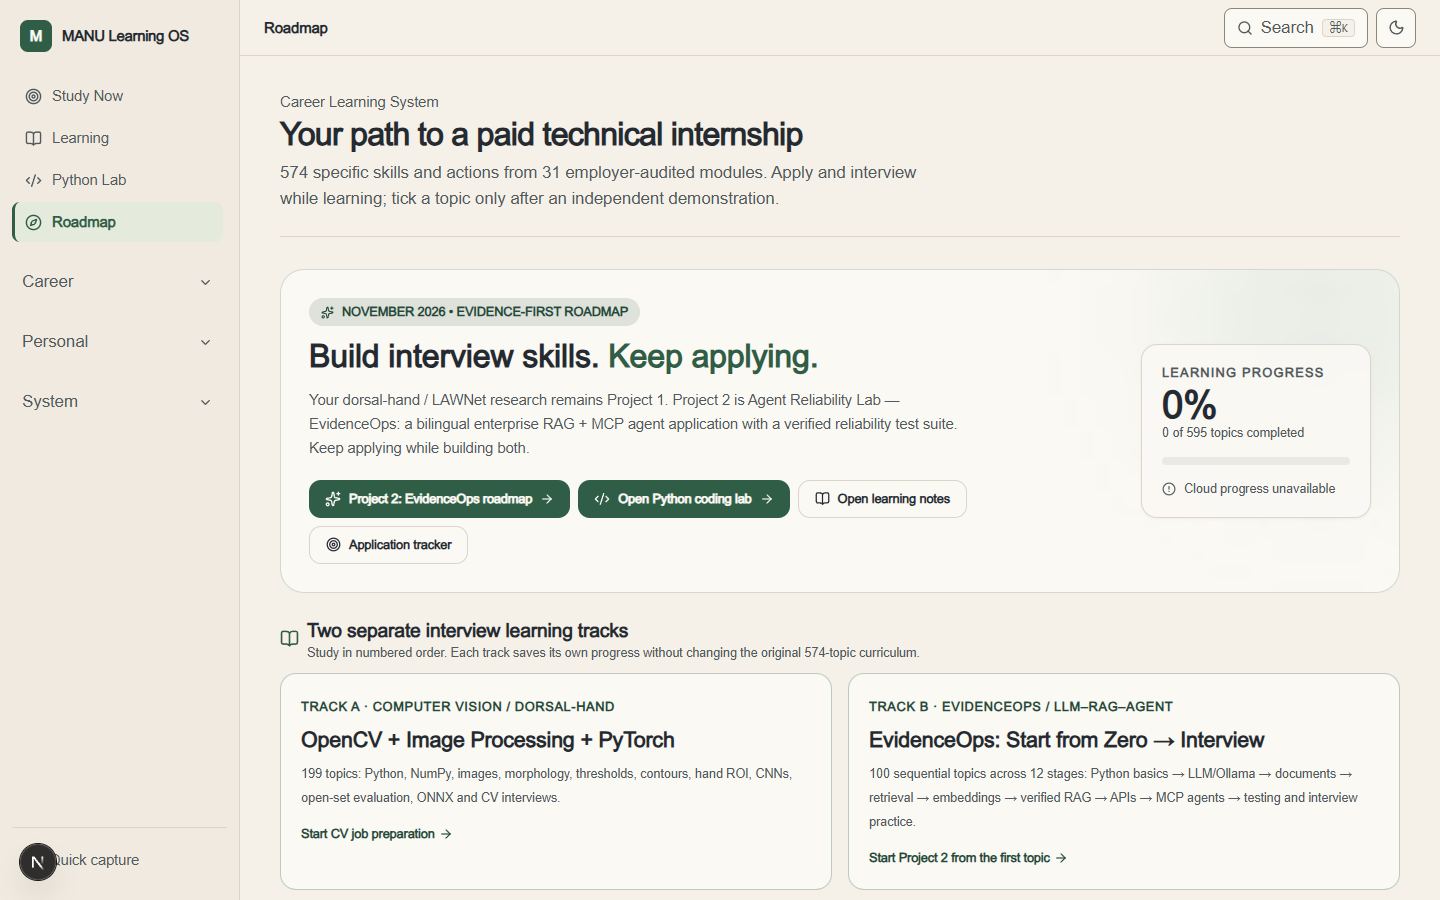 M MANU Learning OS
Study Now
Learning
Python Lab
Roadmap
Career
Personal
System
N Quick capture
Roadmap
Search ⌘K
Career Learning System
Your path to a paid technical internship
574 specific skills and actions from 31 employer-audited modules. Apply and interview
while learning; tick a topic only after an independent demonstration.
NOVEMBER 2026 • EVIDENCE-FIRST ROADMAP
Build interview skills. Keep applying.
Your dorsal-hand / LAWNet research remains Project 1. Project 2 is Agent Reliability Lab —
EvidenceOps: a bilingual enterprise RAG + MCP agent application with a verified reliability test suite.
Keep applying while building both.
Project 2: EvidenceOps roadmap →
Open Python coding lab →
Open learning notes
Application tracker
LEARNING PROGRESS
0%
0 of 595 topics completed
Cloud progress unavailable
Two separate interview learning tracks
Study in numbered order. Each track saves its own progress without changing the original 574-topic curriculum.
TRACK A · COMPUTER VISION / DORSAL-HAND
OpenCV + Image Processing + PyTorch
199 topics: Python, NumPy, images, morphology, thresholds, contours, hand ROI, CNNs,
open-set evaluation, ONNX and CV interviews.
Start CV job preparation →
TRACK B · EVIDENCEOPS / LLM–RAG–AGENT
EvidenceOps: Start from Zero → Interview
100 sequential topics across 12 stages: Python basics → LLM/Ollama → documents →
retrieval → embeddings → verified RAG → APIs → MCP agents → testing and interview
practice.
Start Project 2 from the first topic →